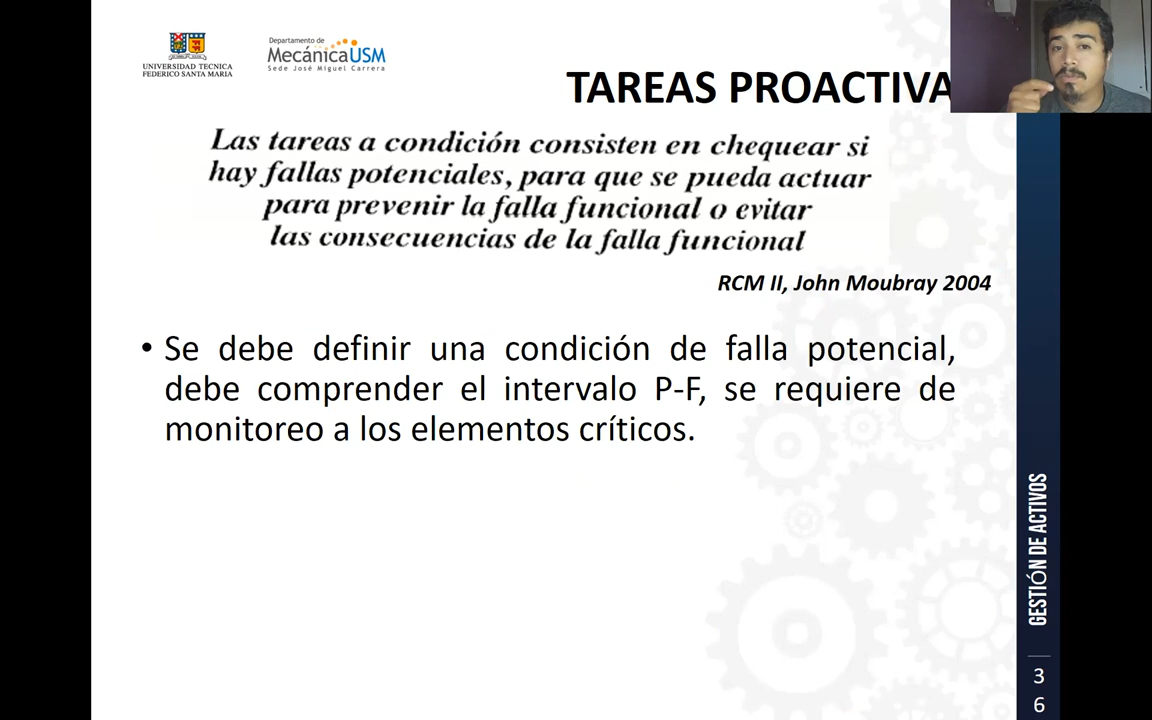 UNIVERSIDAD TECNICA
FEDERICO SANTA MARIA
Departamento de
MecánicaUSM
Sede José Miguel Carrera
TAREAS PROACTIVA
Las tareas a condición consisten en chequear si
hay fallas potenciales, para que se pueda actuar
para prevenir la falla funcional o evitar
las consecuencias de la falla funcional
RCM II, John Moubray 2004
• Se debe definir una condición de falla potencial,
debe comprender el intervalo P-F, se requiere de
monitoreo a los elementos críticos.
GESTIÓN DE ACTIVOS
3
6